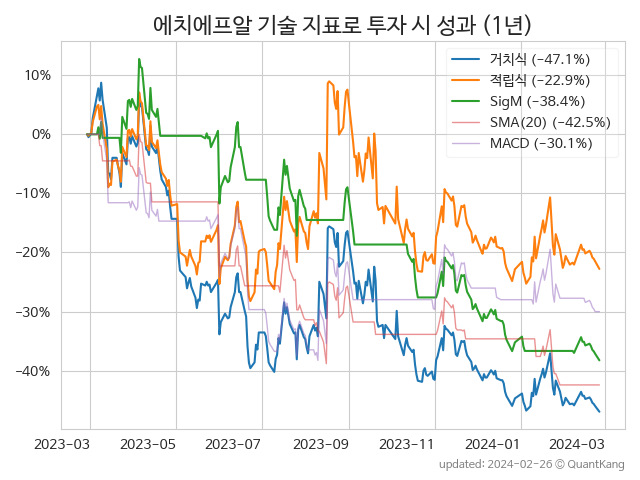 에치에프알 기술 지표로 투자 시 성과 (1년)
거치식 (−47.1%)
적립식 (−22.9%)
SigM (−38.4%)
SMA(20) (−42.5%)
MACD (−30.1%)
10%
0%
−10%
−20%
−30%
−40%
2023−03
2023−05
2023−07
2023−09
2023−11
2024−01
2024−03
updated: 2024−02−26 © QuantKang